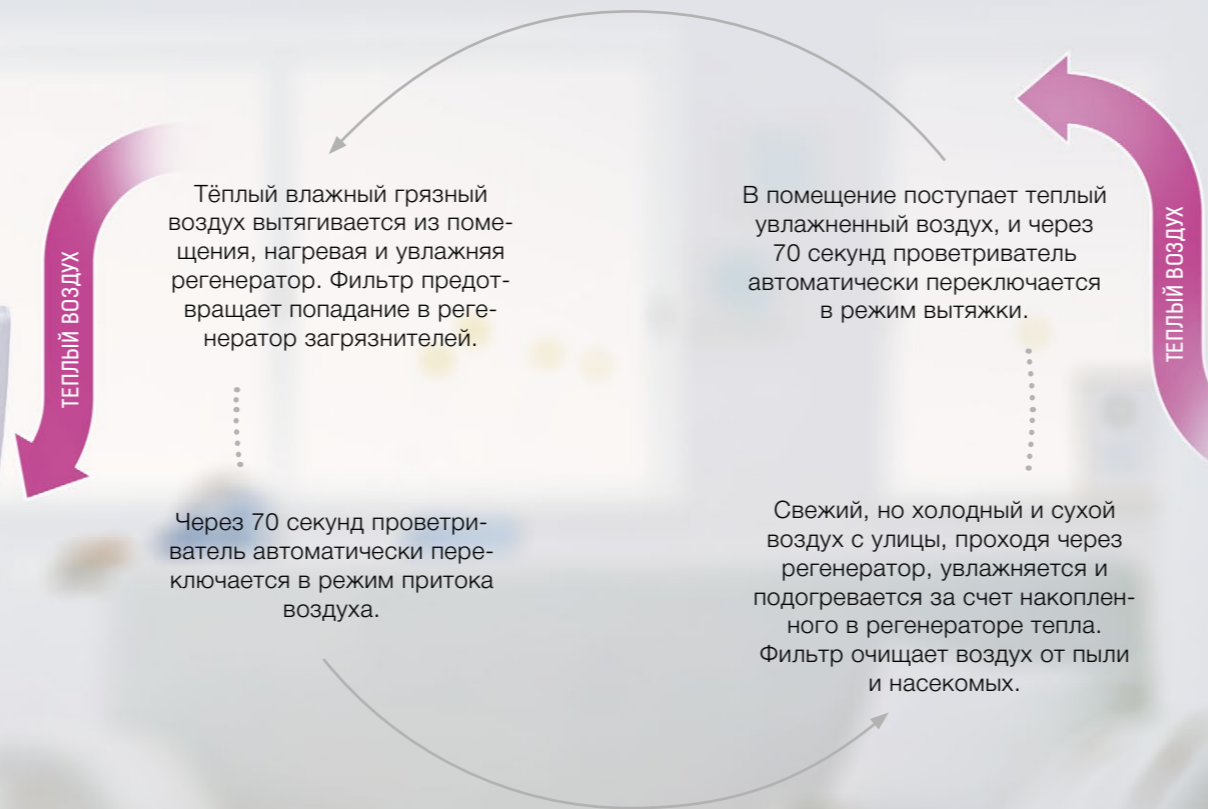 ТЕПЛЫЙ ВОЗДУХ
Тёплый влажный грязный
воздух вытягивается из поме-
щения, нагревая и увлажняя
регенератор. Фильтр предот-
вращает попадание в реге-
нератор загрязнителей.
Через 70 секунд проветри-
ватель автоматически пере-
ключается в режим притока
воздуха.
В помещение поступает теплый
увлажненный воздух, и через
70 секунд проветриватель
автоматически переключается
в режим вытяжки.
Свежий, но холодный и сухой
воздух с улицы, проходя через
регенератор, увлажняется и
подогревается за счет накоплен-
ного в регенераторе тепла.
Фильтр очищает воздух от пыли
и насекомых.
ТЕПЛЫЙ ВОЗДУХ